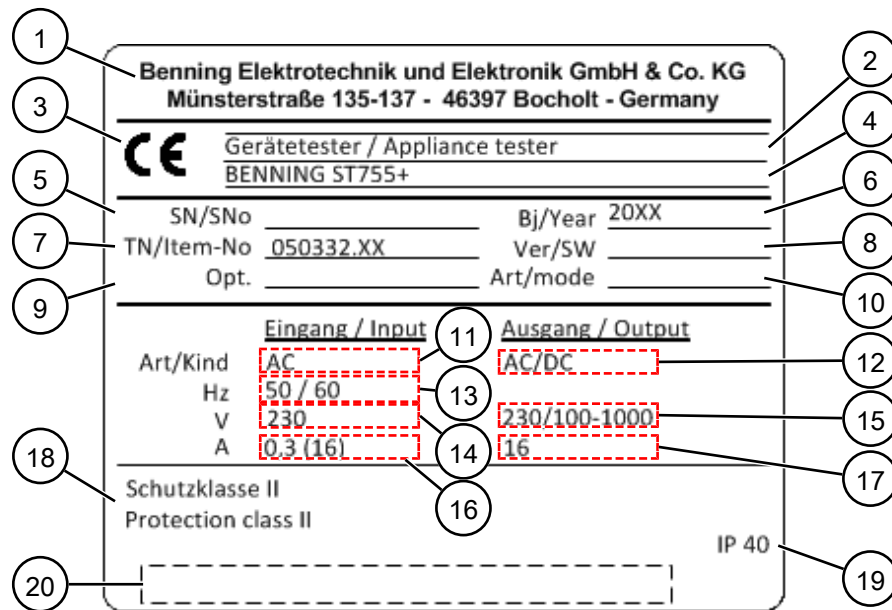 1
Benning Elektrotechnik und Elektronik GmbH & Co. KG
2
Münsterstraße 135-137 - 46397 Bocholt - Germany
3
CE
Gerätetester / Appliance tester
4
BENNING ST755+
5
SN/SNo
Bj/Year 20XX
6
7
TN/Item-No 050332.XX
Ver/SW
8
9
Opt.
Art/mode
10
Eingang / Input
11
Ausgang / Output
Art/Kind AC
AC/DC
12
Hz 50 / 60
13
V 230
14
230/100-1000
15
A 0,3 (16)
16
16
17
18
Schutzklasse II
Protection class II
IP 40
19
20